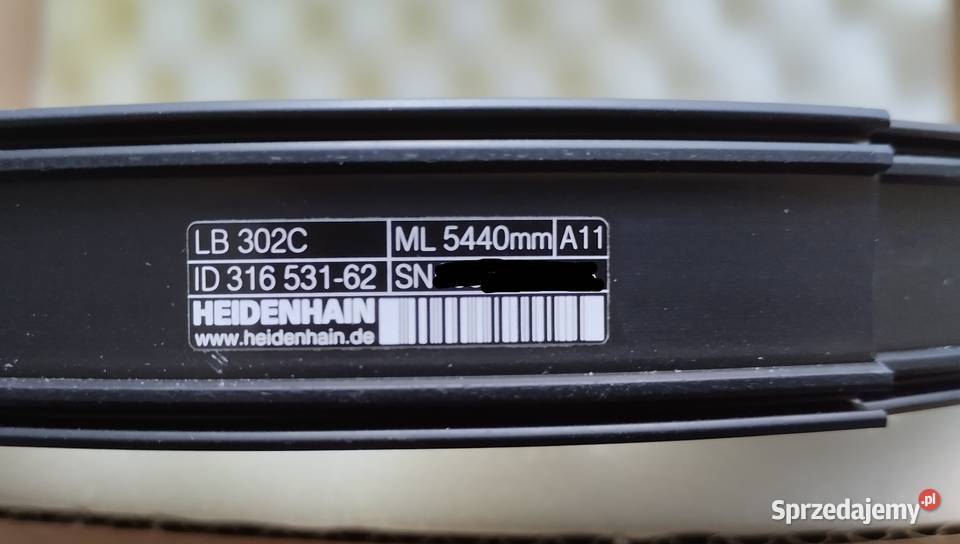 LB 302C ML 5440mm A11
ID 316 531-62 SN
HEIDENHAIN
www.heidenhain.de
Sprzedajemy.pl